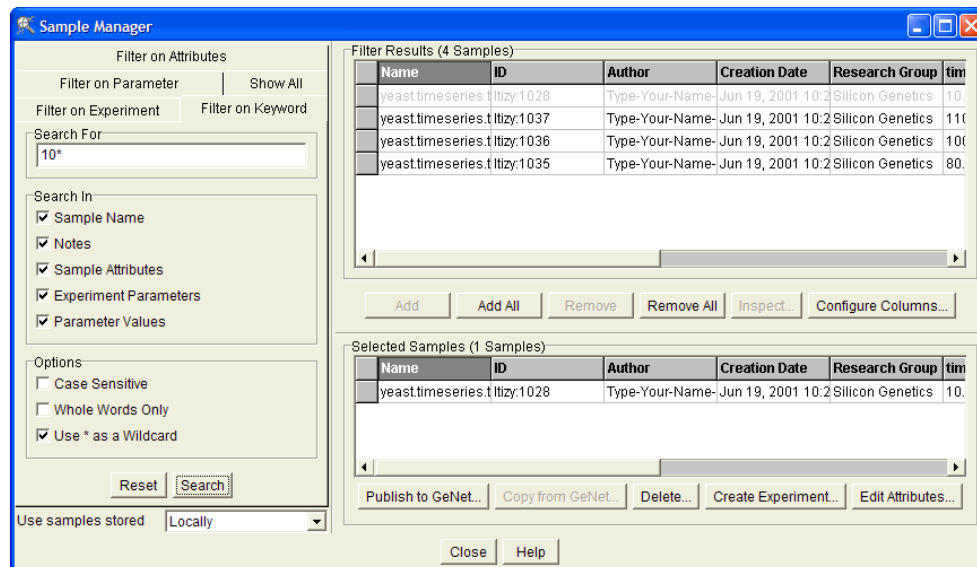 Sample Manager
Filter on Attributes
Filter on Parameter Show All
Filter on Experiment Filter on Keyword
Search For
10*
Search In
Sample Name
Notes
Sample Attributes
Experiment Parameters
Parameter Values
Options
Case Sensitive
Whole Words Only
Use * as a Wildcard
Reset Search
Use samples stored Locally
Filter Results (4 Samples)
Name ID Author Creation Date Research Group tim
yeast.timeseries.t ltizy:1028 Type-Your-Name- Jun 19, 2001 10:2 Silicon Genetics 10.
yeast.timeseries.t ltizy:1037 Type-Your-Name- Jun 19, 2001 10:2 Silicon Genetics 110
yeast.timeseries.t ltizy:1036 Type-Your-Name- Jun 19, 2001 10:2 Silicon Genetics 100
yeast.timeseries.t ltizy:1035 Type-Your-Name- Jun 19, 2001 10:2 Silicon Genetics 80.
Add Add All Remove Remove All Inspect... Configure Columns...
Selected Samples (1 Samples)
Name ID Author Creation Date Research Group tim
yeast.timeseries.t ltizy:1028 Type-Your-Name- Jun 19, 2001 10:2 Silicon Genetics 10.
Publish to GeNet... Copy from GeNet... Delete... Create Experiment... Edit Attributes...
Close Help